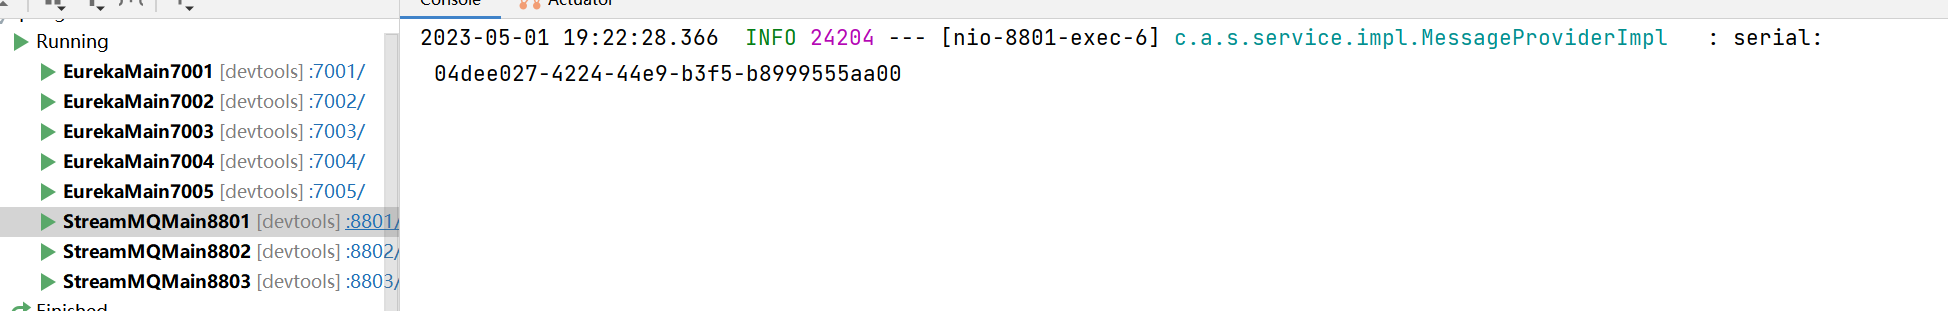 Console
Actuator
Running
EurekaMain7001 [devtools] :7001/
EurekaMain7002 [devtools] :7002/
EurekaMain7003 [devtools] :7003/
EurekaMain7004 [devtools] :7004/
EurekaMain7005 [devtools] :7005/
StreamMQMain8801 [devtools] :8801/
StreamMQMain8802 [devtools] :8802/
StreamMQMain8803 [devtools] :8803/
Finished
2023-05-01 19:22:28.366 INFO 24204 --- [nio-8801-exec-6] c.a.s.service.impl.MessageProviderImpl : serial:
04dee027-4224-44e9-b3f5-b8999555aa00